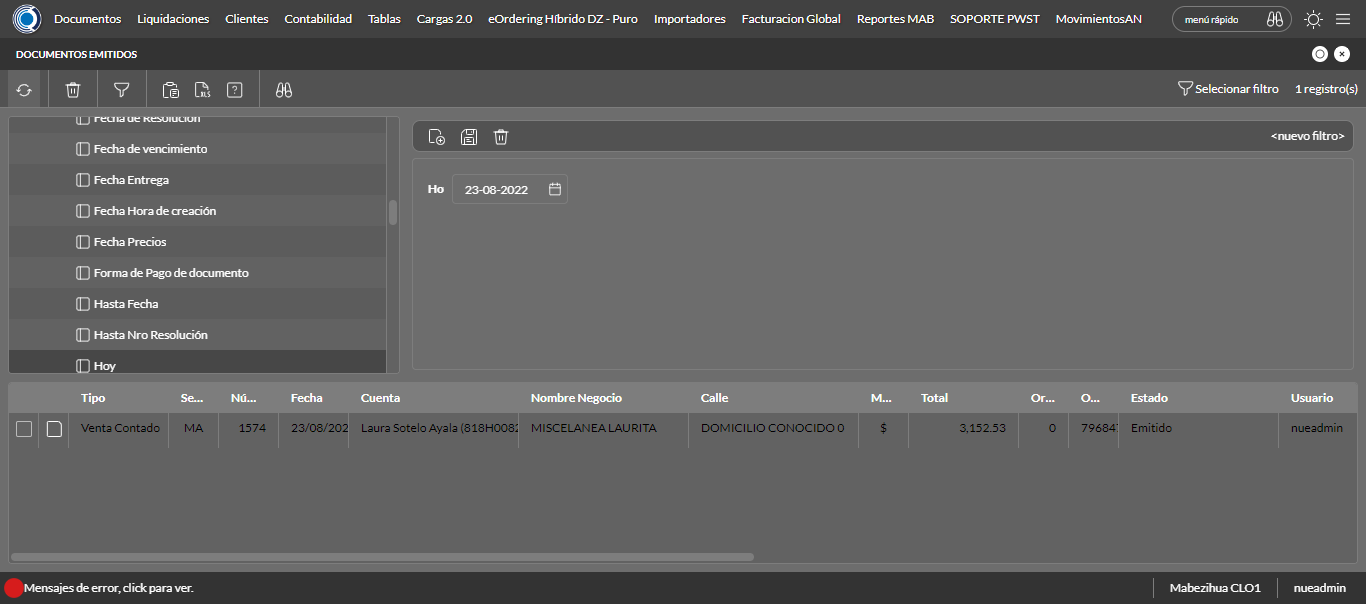 Documentos Liquidaciones Clientes Contabilidad Tablas Cargas 2.0 eOrdering Híbrido DZ - Puro Importadores Facturacion Global Reportes MAB SOPORTE PWST MovimientosAN menú rápido
DOCUMENTOS EMITIDOS
XLS ? Selecionar filtro 1 registro(s)
Fecha de Resolución
<nuevo filtro>
Fecha de vencimiento
Fecha Entrega
Ho 23-08-2022
Fecha Hora de creación
Fecha Precios
Forma de Pago de documento
Hasta Fecha
Hasta Nro Resolución
Hoy
Tipo Se... Nú... Fecha Cuenta Nombre Negocio Calle M... Total Or... O... Estado Usuario
Venta Contado MA 1574 23/08/202 Laura Sotelo Ayala (818H0082 MISCELANEA LAURITA DOMICILIO CONOCIDO 0 $ 3,152.53 0 79684 Emitido nueadmin
Mensajes de error, click para ver. Mabezihua CLO1 nueadmin